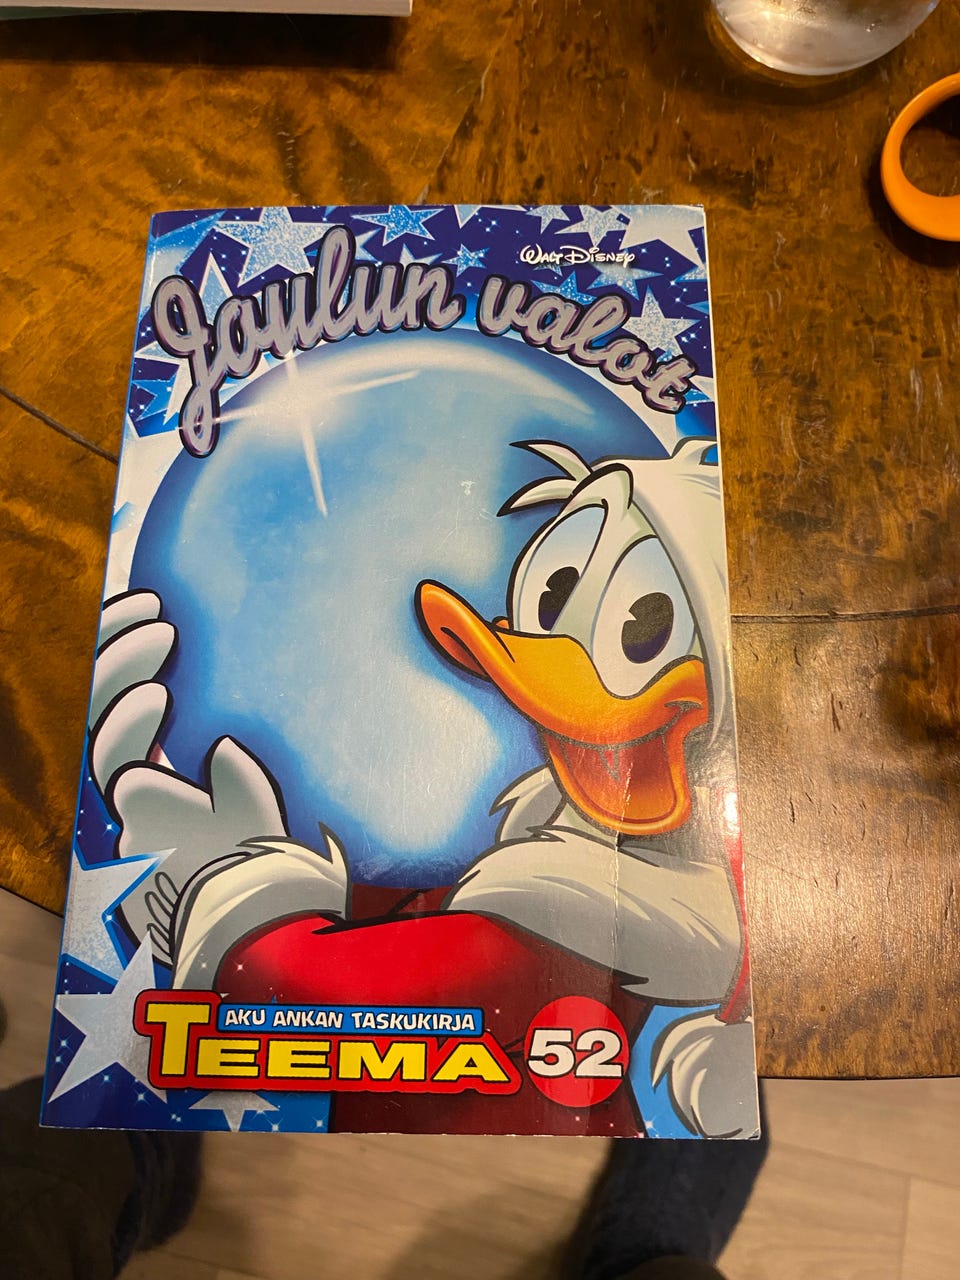 WALT DISNEY
Joulun valot
AKU ANKAN TASKUKIRJA
TEEMA 52